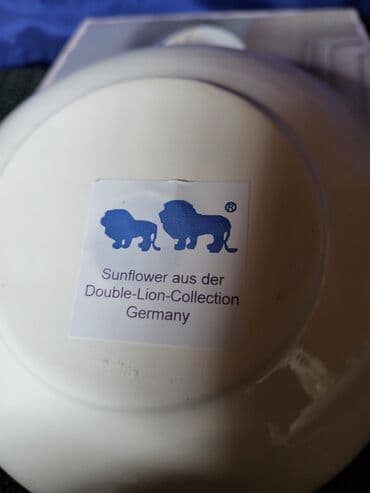 ®
Sunflower aus der
Double-Lion-Collection
Germany